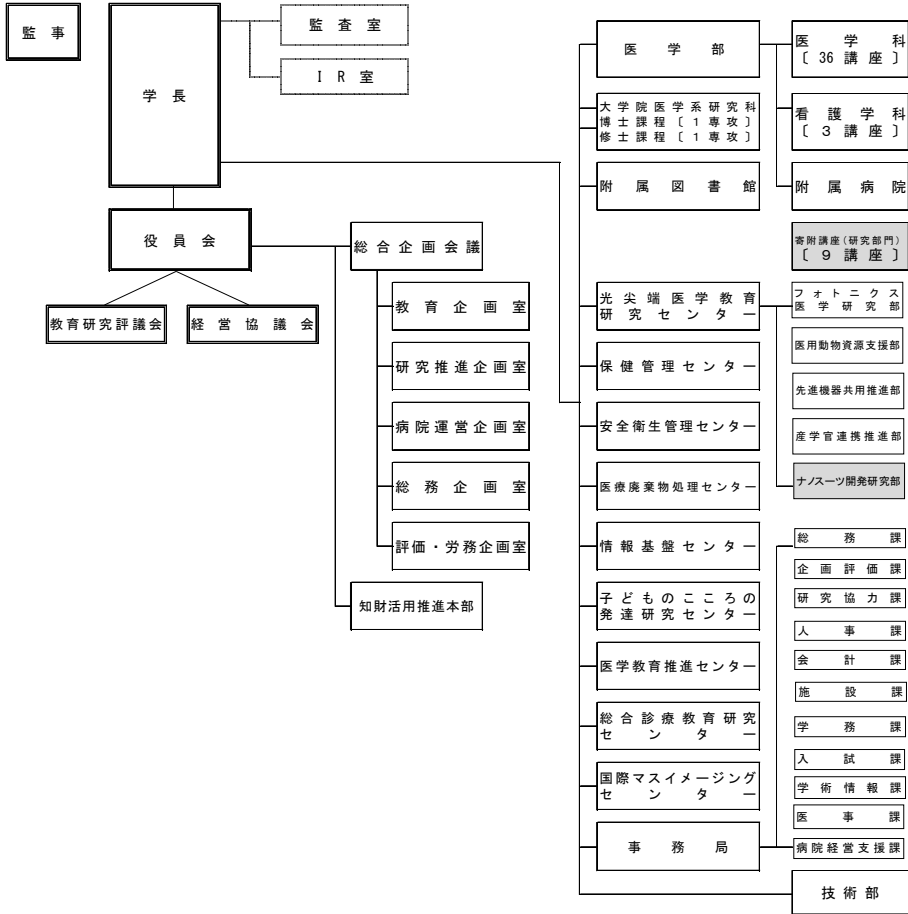 監事
学長
監査室
ＩＲ室
役員会
教育研究評議会
経営協議会
総合企画会議
教育企画室
研究推進企画室
病院運営企画室
総務企画室
評価・労務企画室
知財活用推進本部
医学部
医学科
〔36講座〕
看護学科
〔３講座〕
附属病院
寄附講座(研究部門)
〔９講座〕
大学院医学系研究科
博士課程〔１専攻〕
修士課程〔１専攻〕
附属図書館
光尖端医学教育
研究センター
フォトニクス
医学研究部
医用動物資源支援部
先進機器共用推進部
産学官連携推進部
ナノスーツ開発研究部
保健管理センター
安全衛生管理センター
医療廃棄物処理センター
情報基盤センター
子どものこころの
発達研究センター
医学教育推進センター
総合診療教育研究
センター
国際マスイメージング
センター
事務局
総務課
企画評価課
研究協力課
人事課
会計課
施設課
学務課
入試課
学術情報課
医事課
病院経営支援課
技術部